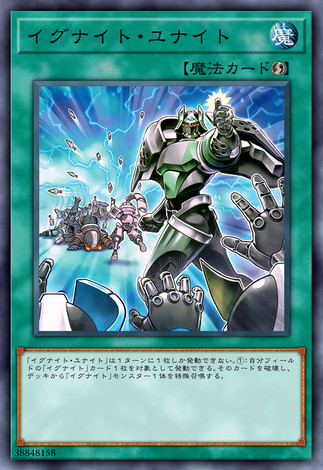 イグナイト・ユナイト
魔
【魔法カード】
「イグナイト・ユナイト」は1ターンに1枚しか発動できない。①：自分フィール
ドの「イグナイト」カード1枚を対象として発動できる。そのカードを破壊し、
デッキから「イグナイト」モンスター1体を特殊召喚する。
38848158